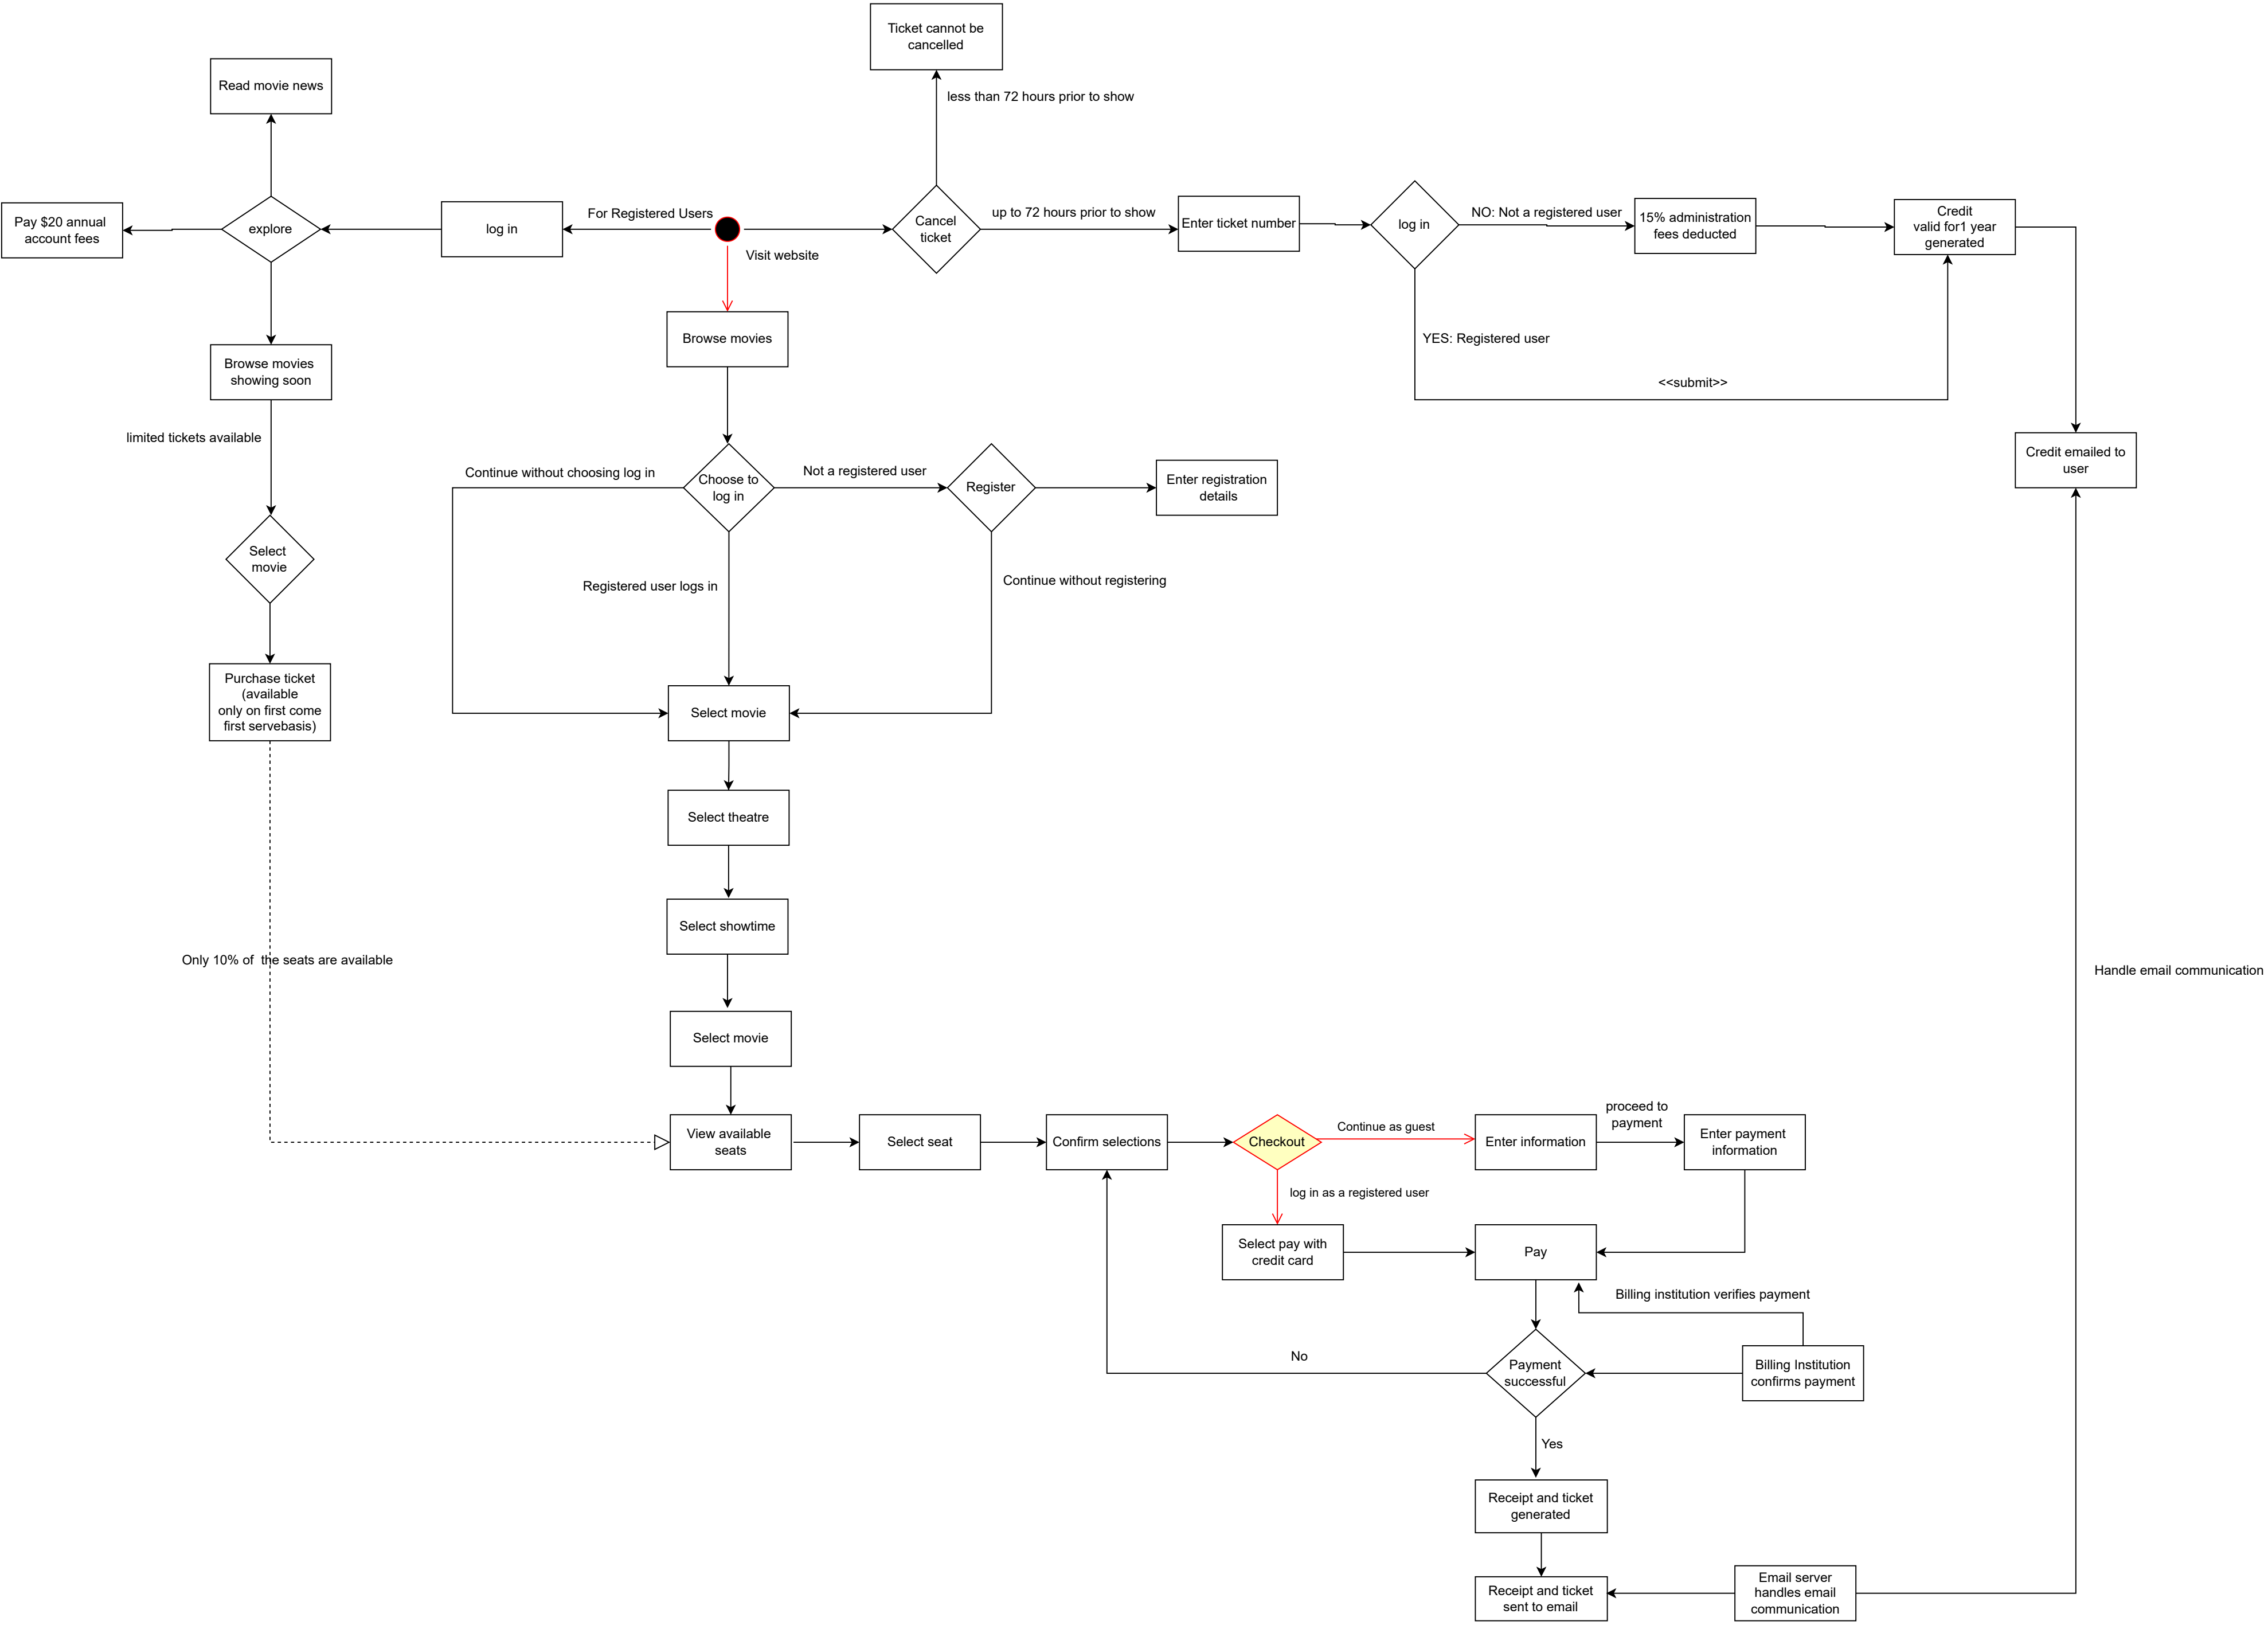 Ticket cannot be
cancelled
Read movie news
less than 72 hours prior to show
Pay $20 annual
account fees
explore
log in
For Registered Users
Visit website
Cancel
ticket
up to 72 hours prior to show
Enter ticket number
log in
NO: Not a registered user
15% administration
fees deducted
Credit
valid for1 year
generated
Browse movies
YES: Registered user
<<submit>>
Browse movies
showing soon
limited tickets available
Continue without choosing log in
Choose to
log in
Not a registered user
Register
Enter registration
details
Credit emailed to
user
Select
movie
Registered user logs in
Continue without registering
Purchase ticket
(available
only on first come
first servebasis)
Select movie
Select theatre
Select showtime
Only 10% of  the seats are available
Handle email communication
Select movie
View available
seats
Select seat
Confirm selections
Checkout
Continue as guest
Enter information
proceed to
payment
Enter payment
information
log in as a registered user
Select pay with
credit card
Pay
Billing institution verifies payment
No
Payment
successful
Billing Institution
confirms payment
Yes
Receipt and ticket
generated
Receipt and ticket
sent to email
Email server
handles email
communication